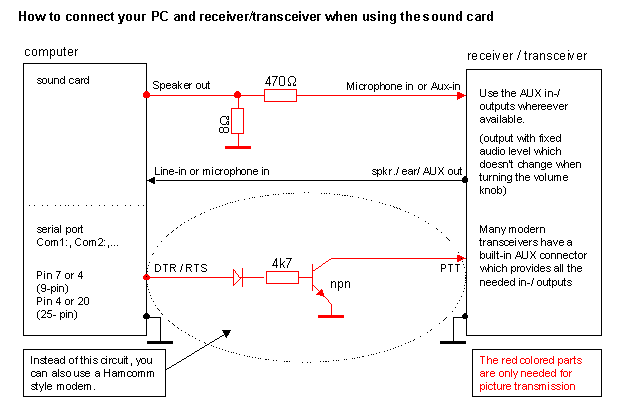 How to connect your PC and receiver/transceiver when using the sound card
computer
receiver / transceiver
sound card
Speaker out
470Ω
Microphone in or Aux-in
8Ω
Use the AUX in-/
outputs whereever
available.
(output with fixed
audio level which
doesn't change when
turning the volume
knob)
Line-in or microphone in
spkr./ ear/ AUX out
serial port
Com1:, Com2:,...
Pin 7 or 4
(9-pin)
Pin 4 or 20
(25- pin)
DTR / RTS
4k7
npn
PTT
Many modern
transceivers have a
built-in AUX connector
which provides all the
needed in-/ outputs
Instead of this circuit, you
can also use a Hamcomm
style modem.
The red colored parts
are only needed for
picture transmission